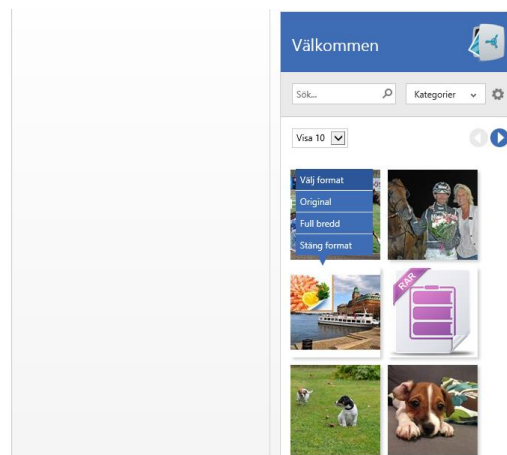 Välkommen
Sök...
Kategorier
Visa 10
Välj format
Original
Full bredd
Stäng format
RAR